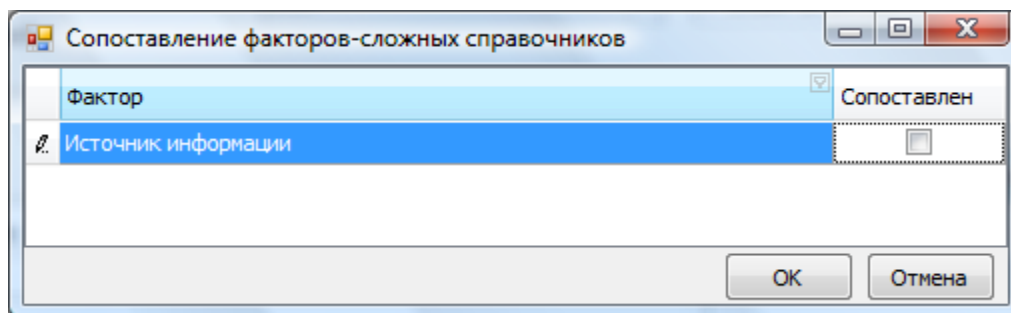 Сопоставление факторов-сложных справочников
Фактор Сопоставлен
Источник информации
OK Отмена